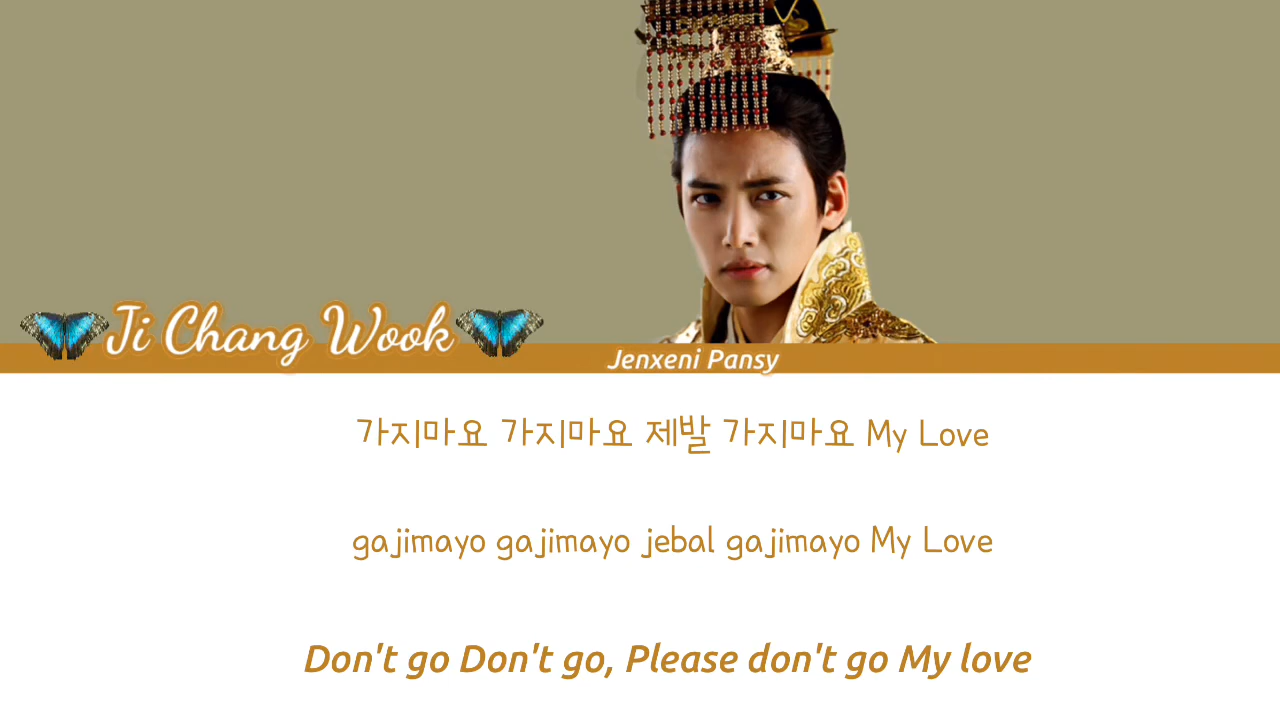 Ji Chang Wook
Jenxeni Pansy
가지마요 가지마요 제발 가지마요 My Love
gajimayo gajimayo jebal gajimayo My Love
Don't go Don't go, Please don't go My love